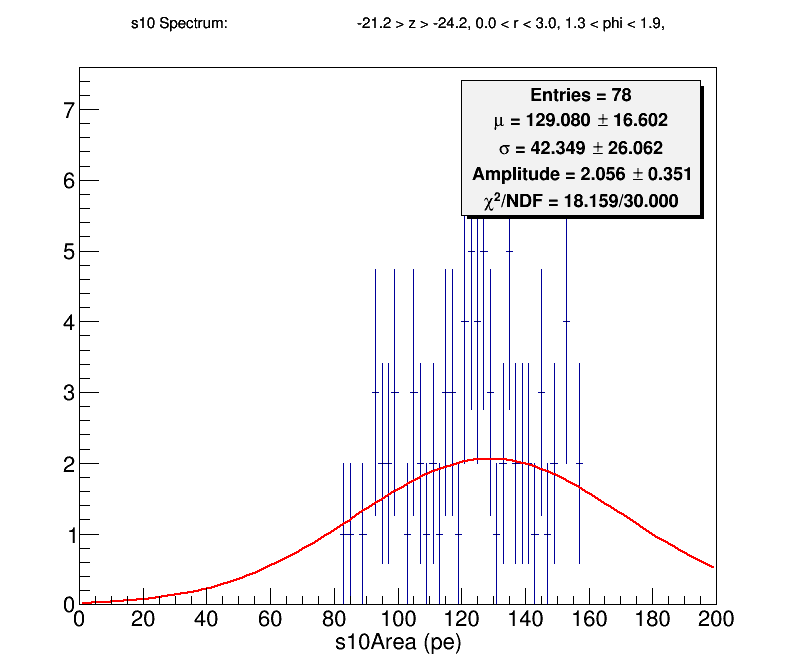 s10 Spectrum: -21.2 > z > -24.2, 0.0 < r < 3.0, 1.3 < phi < 1.9,
Entries = 78
μ = 129.080 ± 16.602
σ = 42.349 ± 26.062
Amplitude = 2.056 ± 0.351
χ²/NDF = 18.159/30.000
7
6
5
4
3
2
1
0
0 20 40 60 80 100 120 140 160 180 200
s10Area (pe)